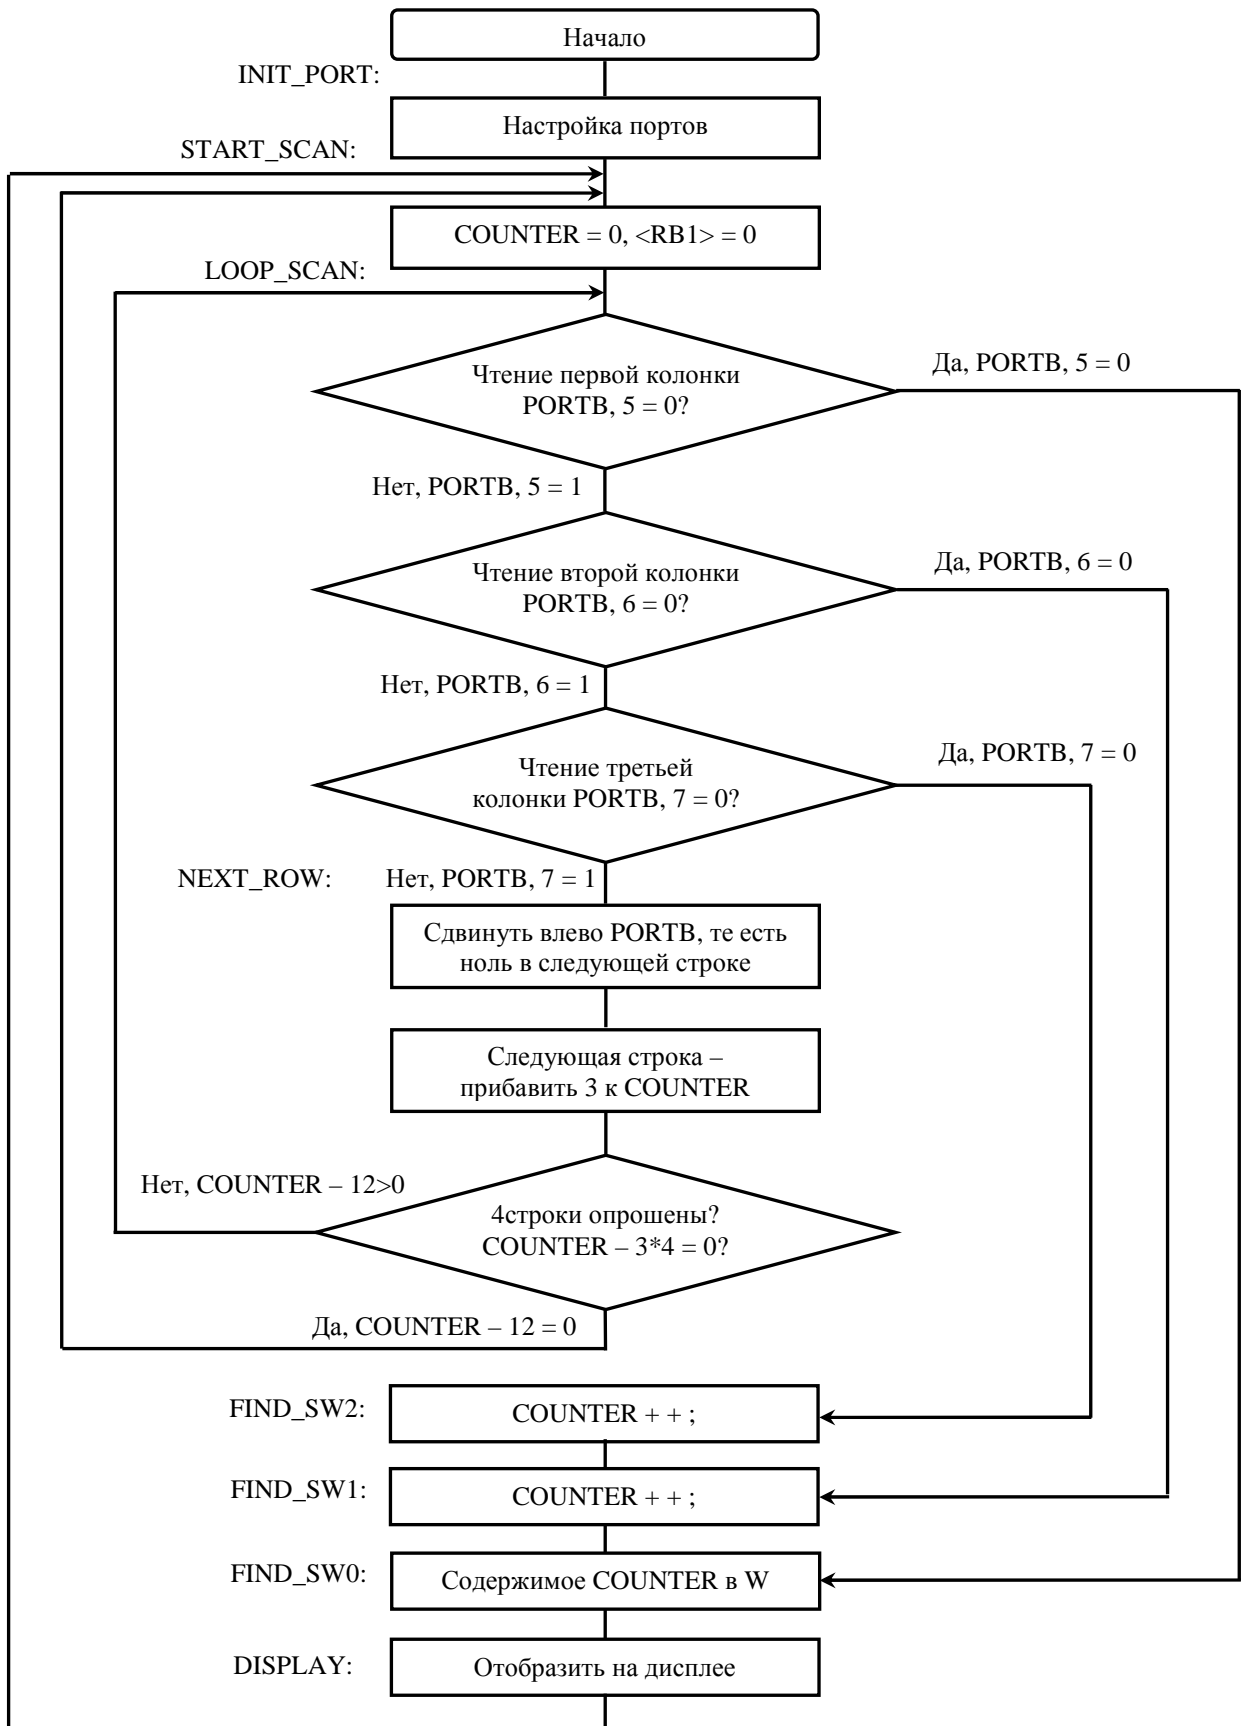 Начало
INIT_PORT:
Настройка портов
START_SCAN:
COUNTER = 0, <RB1> = 0
LOOP_SCAN:
Чтение первой колонки
PORTB, 5 = 0?
Да, PORTB, 5 = 0
Нет, PORTB, 5 = 1
Чтение второй колонки
PORTB, 6 = 0?
Да, PORTB, 6 = 0
Нет, PORTB, 6 = 1
Чтение третьей
колонки PORTB, 7 = 0?
Да, PORTB, 7 = 0
NEXT_ROW:
Нет, PORTB, 7 = 1
Сдвинуть влево PORTB, те есть
ноль в следующей строке
Следующая строка –
прибавить 3 к COUNTER
Нет, COUNTER – 12>0
4строки опрошены?
COUNTER – 3*4 = 0?
Да, COUNTER – 12 = 0
FIND_SW2:
COUNTER + + ;
FIND_SW1:
COUNTER + + ;
FIND_SW0:
Содержимое COUNTER в W
DISPLAY:
Отобразить на дисплее